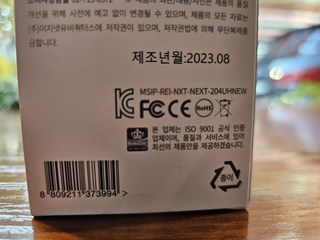 개선을 위해 사전에 예고 없이 변경될 수 있으며, 제품의 모든 자료는
(주)이지넷유비쿼터스에 저작권이 있으며, 저작권법에 의해 무단복제를
금합니다.
제조년월:2023.08
MSIP-REI-NXT-NEXT-204UHNEW
FCC CE RoHS
본 업체는 ISO 9001 공식 인증
업체이며, 품질과 서비스에 있어
최선의 제품만을 제공합니다.
8 809211 373994 >
종이